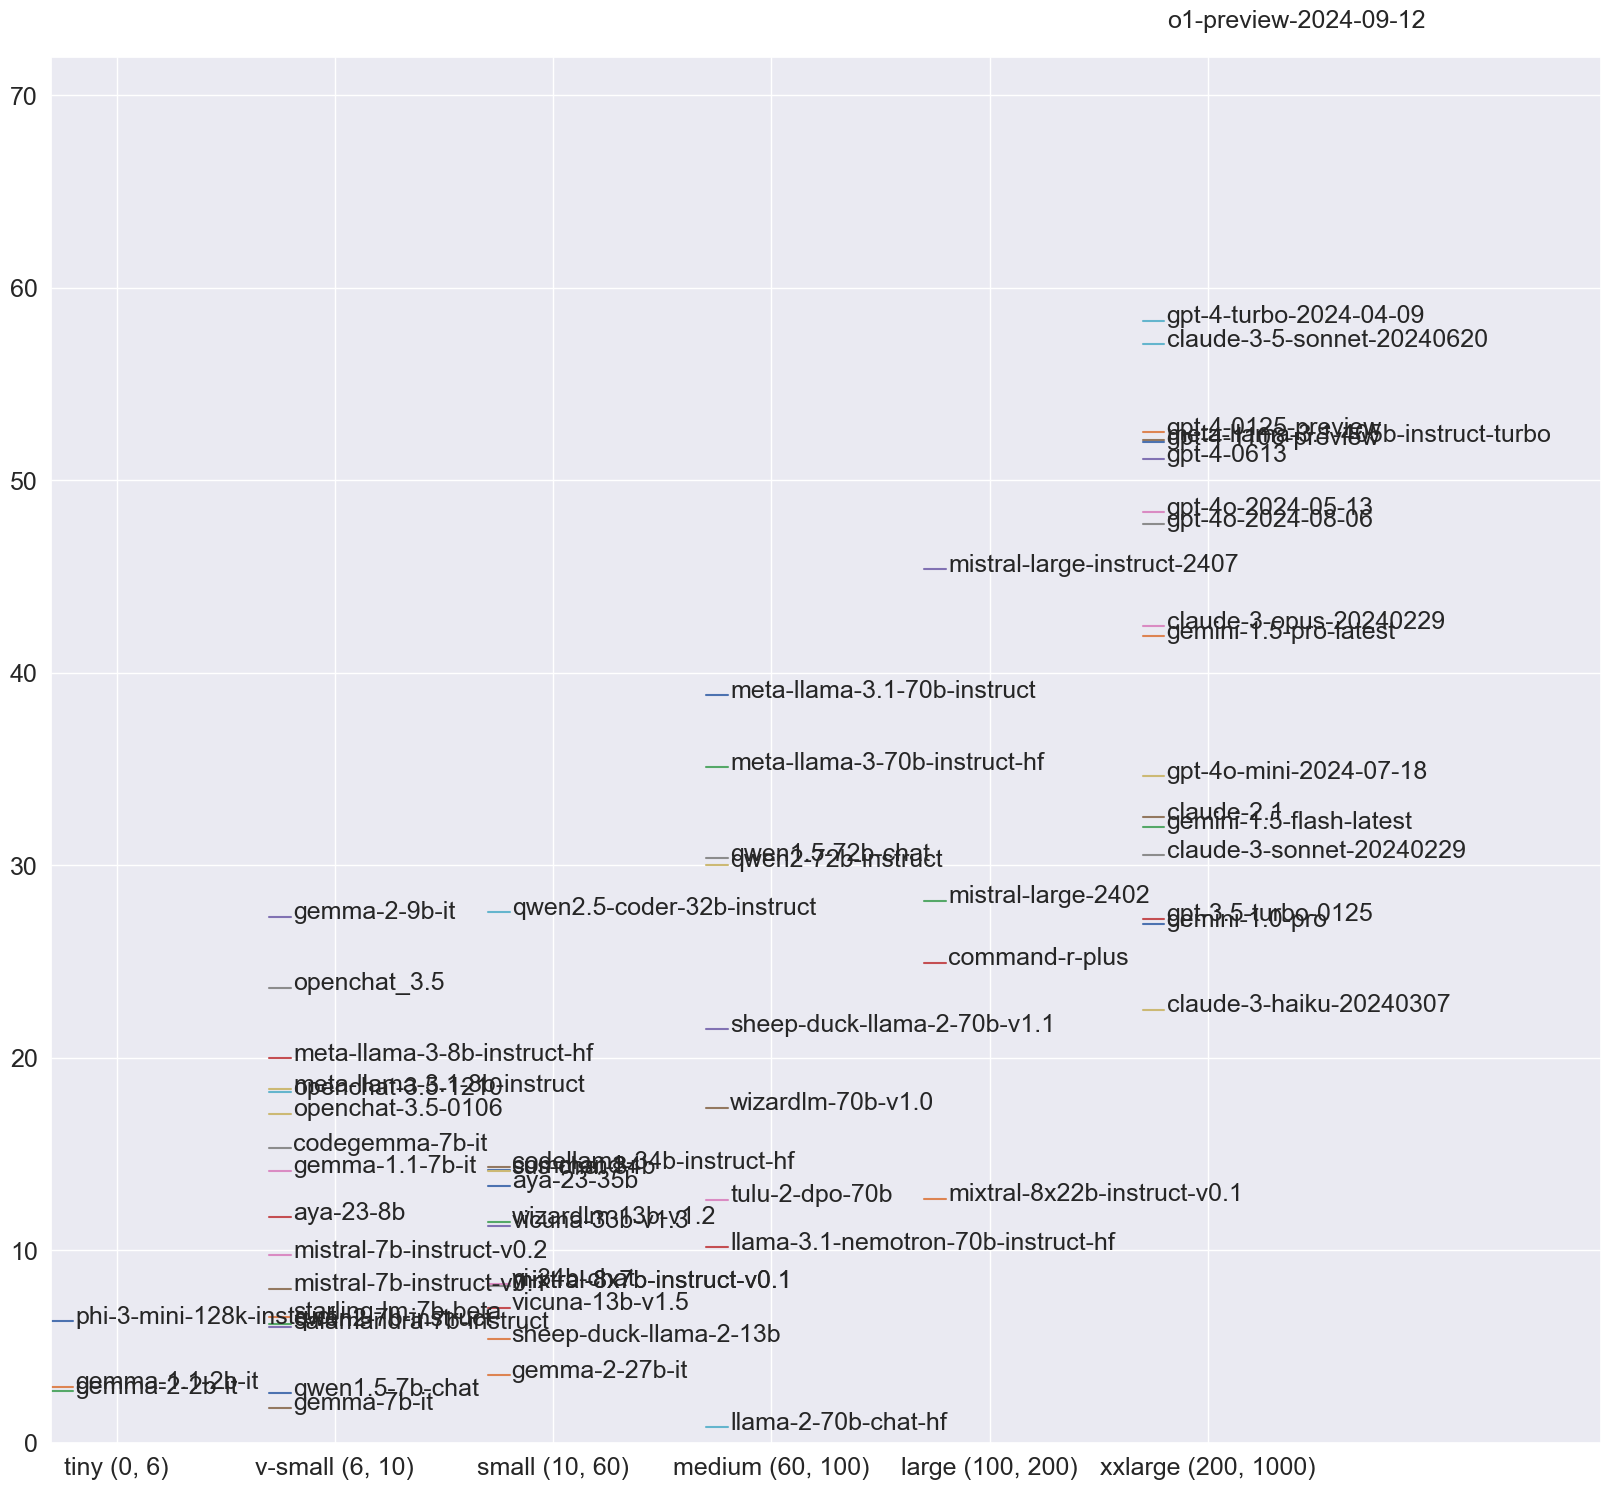 o1-preview-2024-09-12
70
60
gpt-4-turbo-2024-04-09
claude-3-5-sonnet-20240620
gpt-4-0125-preview
meta-llama-3.1-405b-instruct-turbo
gpt-4-1106-preview
gpt-4-0613
50
gpt-4o-2024-05-13
gpt-4o-2024-08-06
mistral-large-instruct-2407
claude-3-opus-20240229
gemini-1.5-pro-latest
40
meta-llama-3.1-70b-instruct
meta-llama-3-70b-instruct-hf
gpt-4o-mini-2024-07-18
claude-2.1
gemini-1.5-flash-latest
qwen1.5-72b-chat
claude-3-sonnet-20240229
30
qwen2-72b-instruct
mistral-large-2402
qwen2.5-coder-32b-instruct
gemma-2-9b-it
gpt-3.5-turbo-0125
gemini-1.0-pro
command-r-plus
openchat_3.5
claude-3-haiku-20240307
sheep-duck-llama-2-70b-v1.1
20
meta-llama-3-8b-instruct-hf
meta-llama-3.1-8b-instruct
openchat-3.5-1210
openchat-3.5-0106
wizardlm-70b-v1.0
codegemma-7b-it
gemma-1.1-7b-it
codellama-34b-instruct-hf
aya-23-35b
tulu-2-dpo-70b
mixtral-8x22b-instruct-v0.1
aya-23-8b
wizardlm-13b-v1.2
vicuna-33b-v1.3
llama-3.1-nemotron-70b-instruct-hf
10
mistral-7b-instruct-v0.2
mistral-7b-instruct-v0.1
yi-34b-chat
mixtral-8x7b-instruct-v0.1
vicuna-13b-v1.5
phi-3-mini-128k-instruct
starling-lm-7b-beta
qwen2-7b-instruct
salamandra-7b-instruct
sheep-duck-llama-2-13b
gemma-2-27b-it
gemma-1.1-2b-it
gemma-2-2b-it
qwen1.5-7b-chat
gemma-7b-it
llama-2-70b-chat-hf
0
tiny (0, 6) v-small (6, 10) small (10, 60) medium (60, 100) large (100, 200) xxlarge (200, 1000)